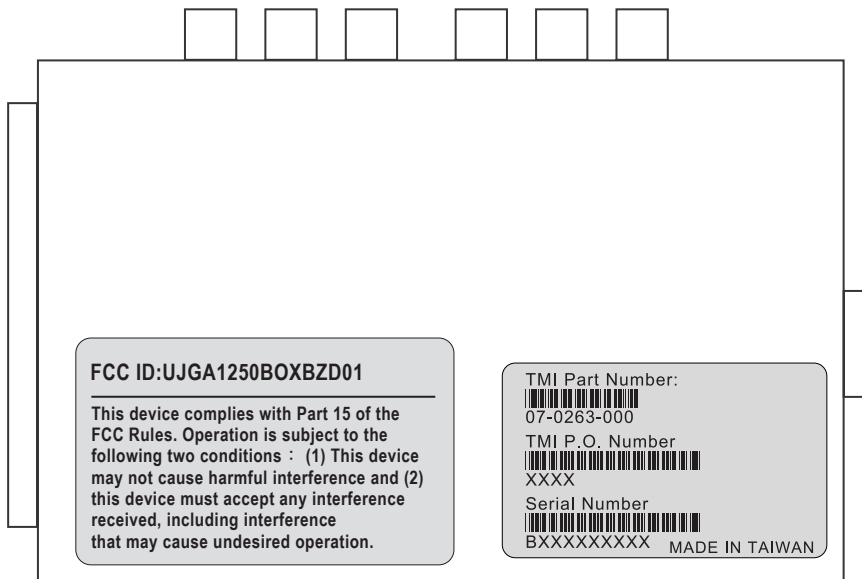 FCC ID:UJGA1250BOXBZD01
This device complies with Part 15 of the
FCC Rules. Operation is subject to the
following two conditions： (1) This device
may not cause harmful interference and (2)
this device must accept any interference
received, including interference
that may cause undesired operation.
TMI Part Number:
07-0263-000
TMI P.O. Number
XXXX
Serial Number
BXXXXXXXXX MADE IN TAIWAN